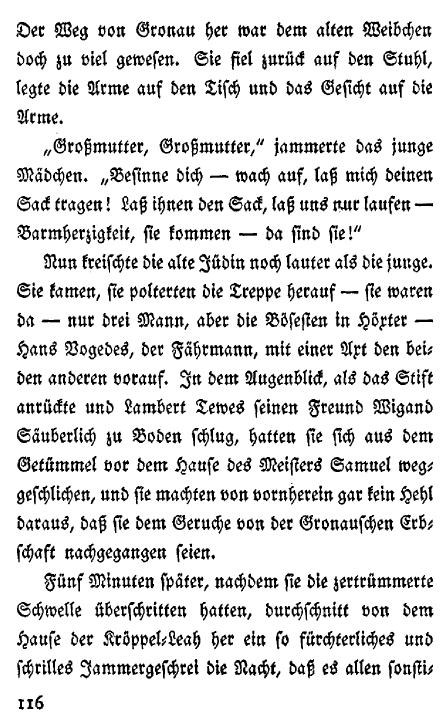 Der Weg von Gronau her war dem alten Weibchen
doch zu viel gewesen. Sie fiel zurück auf den Stuhl,
legte die Arme auf den Tisch und das Gesicht auf die
Arme.
„Großmutter, Großmutter,“ jammerte das junge
Mädchen. „Besinne dich — wach auf, laß mich deinen
Sack tragen! Laß ihnen den Sack, laß uns nur laufen —
Barmherzigkeit, sie kommen — da sind sie!“
Nun kreischte die alte Jüdin noch lauter als die junge.
Sie kamen, sie polterten die Treppe herauf — sie waren
da — nur drei Mann, aber die Bösesten in Höxter —
Hans Vogedes, der Fährmann, mit einer Axt den bei-
den anderen vorauf. In dem Augenblick, als das Stift
anrückte und Lambert Tewes seinen Freund Wigand
Säuberlich zu Boden schlug, hatten sie sich aus dem
Getümmel vor dem Hause des Meisters Samuel weg-
geschlichen, und sie machten von vornherein gar kein Hehl
daraus, daß sie dem Geruche von der Gronauschen Erb-
schaft nachgegangen seien.
Fünf Minuten später, nachdem sie die zertrümmerte
Schwelle überschritten hatten, durchschnitt von dem
Hause der Kröppel-Leah her ein so fürchterliches und
schrilles Jammergeschrei die Nacht, daß es allen sonsti-
116